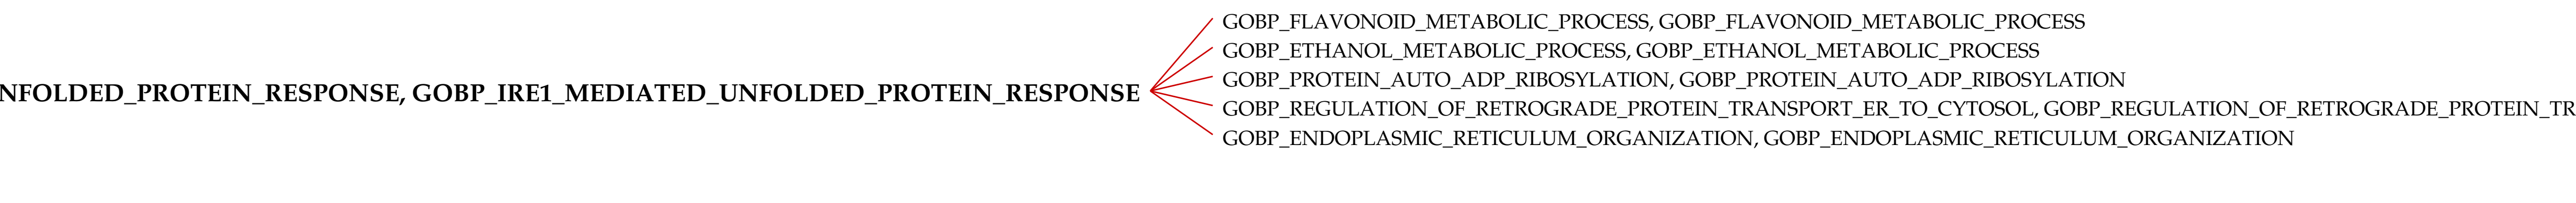 GOBP_FLAVONOID_METABOLIC_PROCESS, GOBP_FLAVONOID_METABOLIC_PROCESS
GOBP_ETHANOL_METABOLIC_PROCESS, GOBP_ETHANOL_METABOLIC_PROCESS
GOBP_PROTEIN_AUTO_ADP_RIBOSYLATION, GOBP_PROTEIN_AUTO_ADP_RIBOSYLATION
NFOLDED_PROTEIN_RESPONSE, GOBP_IRE1_MEDIATED_UNFOLDED_PROTEIN_RESPONSE
GOBP_REGULATION_OF_RETROGRADE_PROTEIN_TRANSPORT_ER_TO_CYTOSOL, GOBP_REGULATION_OF_RETROGRADE_PROTEIN_TR
GOBP_ENDOPLASMIC_RETICULUM_ORGANIZATION, GOBP_ENDOPLASMIC_RETICULUM_ORGANIZATION